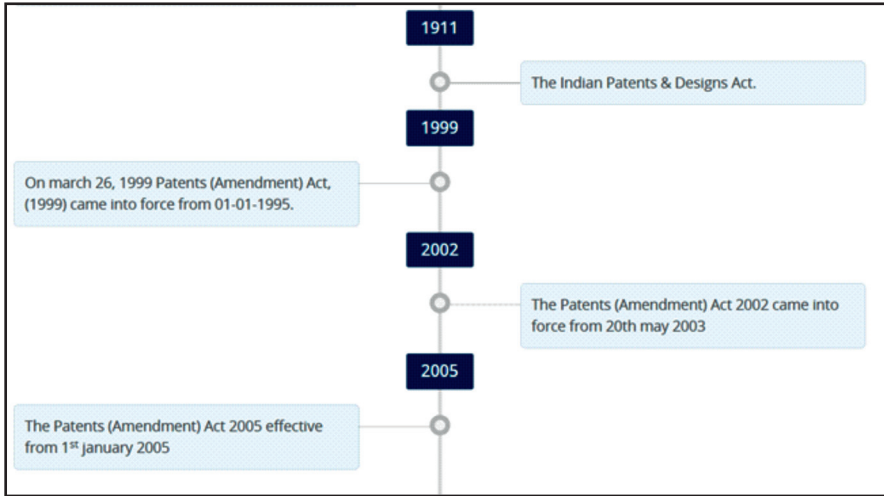 1911
The Indian Patents & Designs Act.
1999
On march 26, 1999 Patents (Amendment) Act,
(1999) came into force from 01-01-1995.
2002
The Patents (Amendment) Act 2002 came into
force from 20th may 2003
2005
The Patents (Amendment) Act 2005 effective
from 1st january 2005